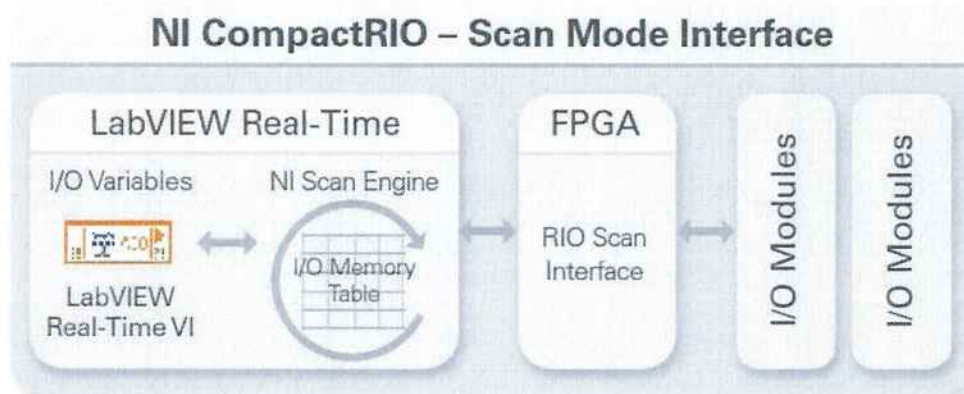 NI CompactRIO – Scan Mode Interface
LabVIEW Real-Time
I/O Variables
NI Scan Engine
LabVIEW
Real-Time VI
I/O Memory
Table
FPGA
RIO Scan
Interface
I/O Modules
I/O Modules